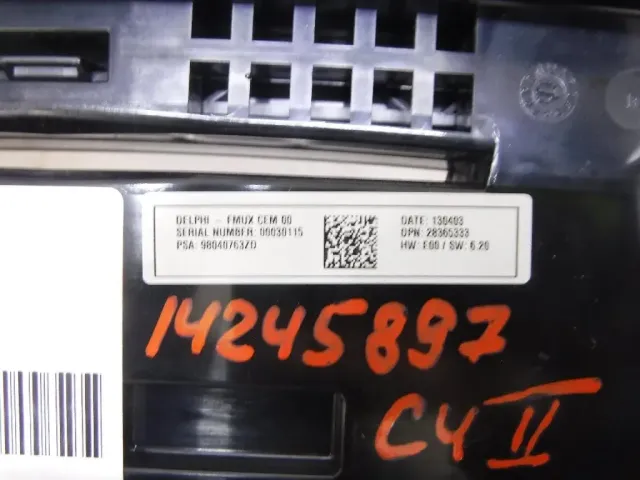 DELPHI - FMUX CEM 00
SERIAL NUMBER: 00030115
PSA: 98040763ZD
DATE: 130403
DPN: 28365333
HW: E00 / SW: 6.20
14245897
C4 II